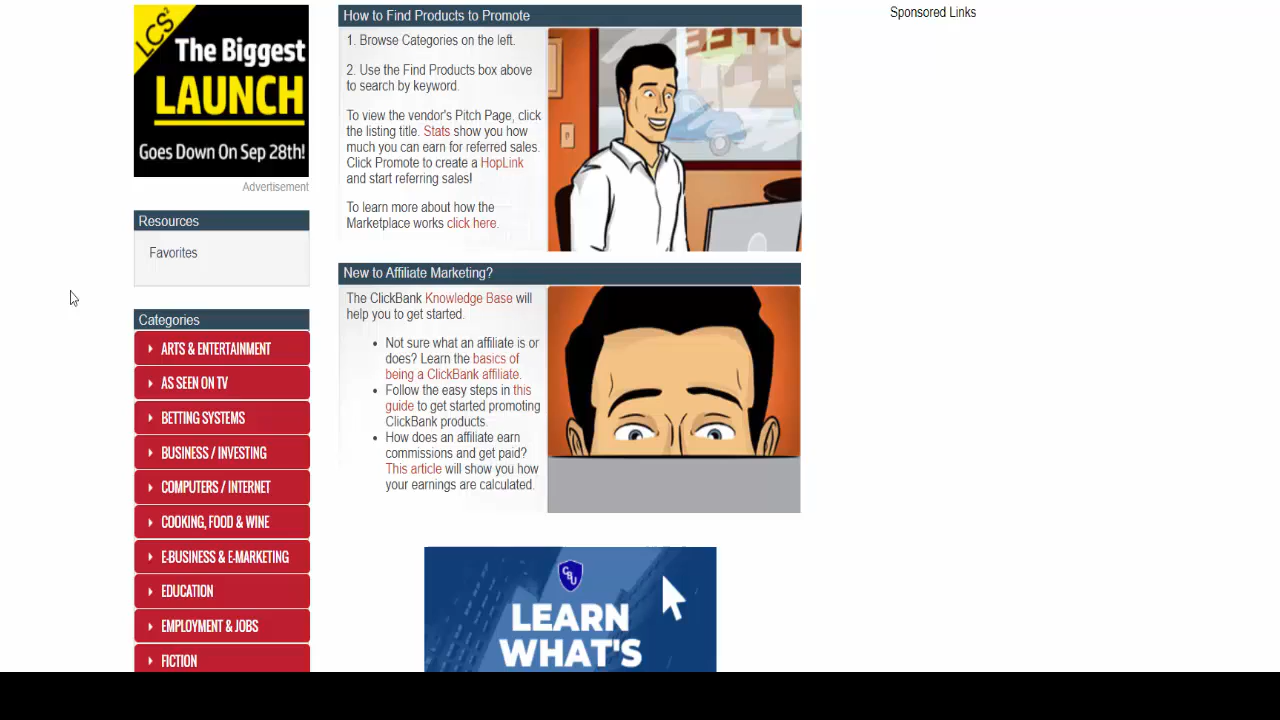 LCS²
The Biggest
LAUNCH
Goes Down On Sep 28th!
Advertisement
Resources
Favorites
Categories
ARTS & ENTERTAINMENT
AS SEEN ON TV
BETTING SYSTEMS
BUSINESS / INVESTING
COMPUTERS / INTERNET
COOKING, FOOD & WINE
E-BUSINESS & E-MARKETING
EDUCATION
EMPLOYMENT & JOBS
FICTION
How to Find Products to Promote
1. Browse Categories on the left.
2. Use the Find Products box above
to search by keyword.
To view the vendor's Pitch Page, click
the listing title. Stats show you how
much you can earn for referred sales.
Click Promote to create a HopLink
and start referring sales!
To learn more about how the
Marketplace works click here.
New to Affiliate Marketing?
The ClickBank Knowledge Base will
help you to get started.
• Not sure what an affiliate is or
does? Learn the basics of
being a ClickBank affiliate.
• Follow the easy steps in this
guide to get started promoting
ClickBank products.
• How does an affiliate earn
commissions and get paid?
This article will show you how
your earnings are calculated.
CBU
LEARN
WHAT'S
Sponsored Links